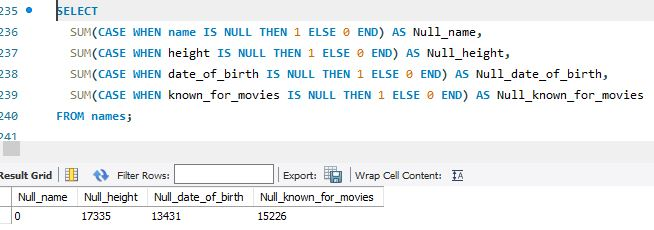 235 SELECT
236 SUM(CASE WHEN name IS NULL THEN 1 ELSE 0 END) AS Null_name,
237 SUM(CASE WHEN height IS NULL THEN 1 ELSE 0 END) AS Null_height,
238 SUM(CASE WHEN date_of_birth IS NULL THEN 1 ELSE 0 END) AS Null_date_of_birth,
239 SUM(CASE WHEN known_for_movies IS NULL THEN 1 ELSE 0 END) AS Null_known_for_movies
240 FROM names;
241
Result Grid Filter Rows: Export: Wrap Cell Content: IA
Null_name Null_height Null_date_of_birth Null_known_for_movies
0 17335 13431 15226